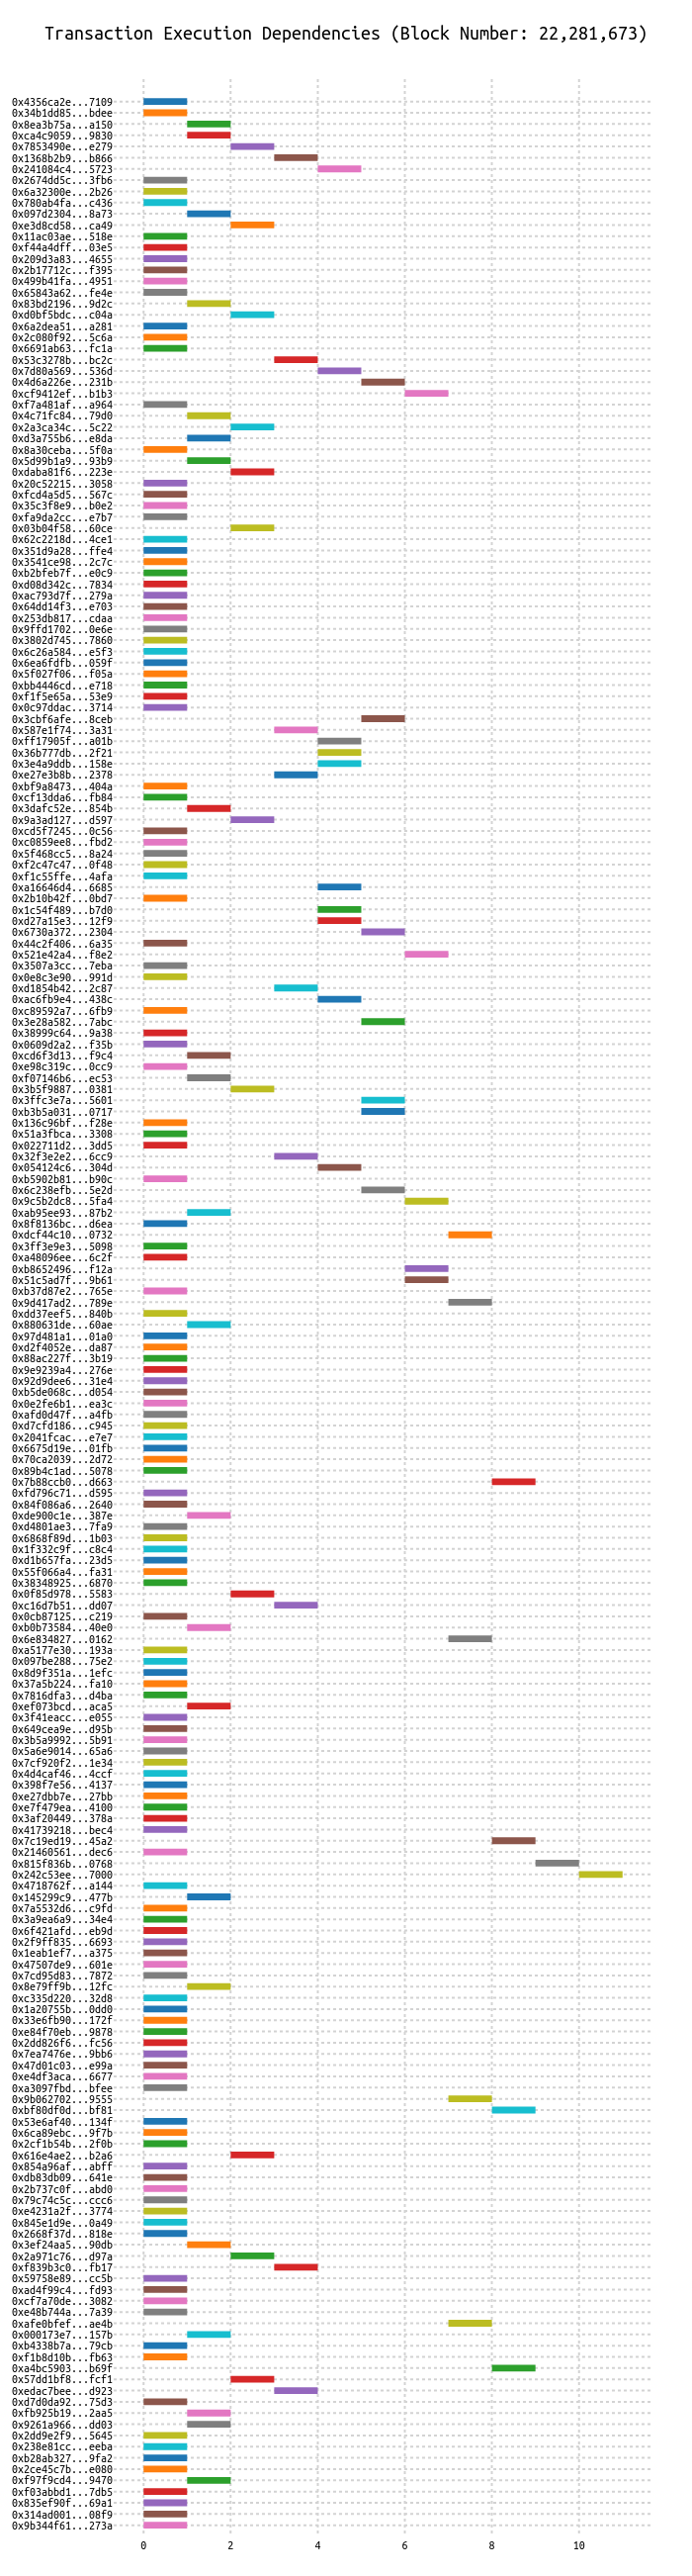 Transaction Execution Dependencies (Block Number: 22,281,673)
0x4356ca2e...7109
0x34b1dd85...bdee
0x8ea3b75a...a150
0xca4c9059...9830
0x7853490e...e279
0x1368b2b9...b866
0x241084c4...5723
0x2674dd5c...3fb6
0x6a32300e...2b26
0x780ab4fa...c436
0x097d2304...8a73
0xe3d8cd58...ca49
0x11ac03ae...518e
0xf44a4dff...03e5
0x209d3a83...4655
0x2b17712c...f395
0x499b41fa...4951
0x65843a62...fe4e
0x83bd2196...9d2c
0xd0bf5bdc...c04a
0x6a2dea51...a281
0x2c080f92...5c6a
0x6691ab63...fc1a
0x53c3278b...bc2c
0x7d80a569...536d
0x4d6a226e...231b
0xcf9412ef...b1b3
0xf7a481af...a964
0x4c71fc84...79d0
0x2a3ca34c...5c22
0xd3a755b6...e8da
0x8a30ceba...5f0a
0x5d99b1a9...93b9
0xdaba81f6...223e
0x20c52215...3058
0xfcd4a5d5...567c
0x35c3f8e9...b0e2
0xfa9da2cc...e7b7
0x03b04f58...60ce
0x62c2218d...4ce1
0x351d9a28...ffe4
0x3541ce98...2c7c
0xb2bfeb7f...e0c9
0xd08d342c...7834
0xac793d7f...279a
0x64dd14f3...e703
0x253db817...cdaa
0x9ffd1702...0e6e
0x3802d745...7860
0x6c26a584...e5f3
0x6ea6fdfb...059f
0x5f027f06...f05a
0xbb4446cd...e718
0xf1f5e65a...53e9
0x0c97ddac...3714
0x3cbf6afe...8ceb
0x587e1f74...3a31
0xff17905f...a01b
0x36b777db...2f21
0x3e4a9ddb...158e
0xe27e3b8b...2378
0xbf9a8473...404a
0xcf13dda6...fb84
0x3dafc52e...854b
0x9a3ad127...d597
0xcd5f7245...0c56
0xc0859ee8...fbd2
0x5f468cc5...8a24
0xf2c47c47...0f48
0xf1c55ffe...4afa
0xa16646d4...6685
0x2b10b42f...0bd7
0x1c54f489...b7d0
0xd27a15e3...12f9
0x6730a372...2304
0x44c2f406...6a35
0x521e42a4...f8e2
0x3507a3cc...7eba
0x0e8c3e90...991d
0xd1854b42...2c87
0xac6fb9e4...438c
0xc89592a7...6fb9
0x3e28a582...7abc
0x38999c64...9a38
0x0609d2a2...f35b
0xcd6f3d13...f9c4
0xe98c319c...0cc9
0xf07146b6...ec53
0x3b5f9887...0381
0x3ffc3e7a...5601
0xb3b5a031...0717
0x136c96bf...f28e
0x51a3fbca...3308
0x022711d2...3dd5
0x32f3e2e2...6cc9
0x054124c6...304d
0xb5902b81...b90c
0x6c238efb...5e2d
0x9c5b2dc8...5fa4
0xab95ee93...87b2
0x8f8136bc...d6ea
0xdcf44c10...0732
0x3ff3e9e3...5098
0xa48096ee...6c2f
0xb8652496...f12a
0x51c5ad7f...9b61
0xb37d87e2...765e
0x9d417ad2...789e
0xdd37eef5...840b
0x880631de...60ae
0x97d481a1...01a0
0xd2f4052e...da87
0x88ac227f...3b19
0x9e9239a4...276e
0x92d9dee6...31e4
0xb5de068c...d054
0x0e2fe6b1...ea3c
0xafd0d47f...a4fb
0xd7cfd186...c945
0x2041fcac...e7e7
0x6675d19e...01fb
0x70ca2039...2d72
0x89b4c1ad...5078
0x7b88ccb0...d663
0xfd796c71...d595
0x84f086a6...2640
0xde900c1e...387e
0xd4801ae3...7fa9
0x6868f89d...1b03
0x1f332c9f...c8c4
0xd1b657fa...23d5
0x55f066a4...fa31
0x38348925...6870
0x0f85d978...5583
0xc16d7b51...dd07
0x0cb87125...c219
0xb0b73584...40e0
0x6e834827...0162
0xa5177e30...193a
0x097be288...75e2
0x8d9f351a...1efc
0x37a5b224...fa10
0x7816dfa3...d4ba
0xef073bcd...aca5
0x3f41eacc...e055
0x649cea9e...d95b
0x3b5a9992...5b91
0x5a6e9014...65a6
0x7cf920f2...1e34
0x4d4caf46...4ccf
0x398f7e56...4137
0xe27dbb7e...27bb
0xe7f479ea...4100
0x3af20449...378a
0x41739218...bec4
0x7c19ed19...45a2
0x21460561...dec6
0x815f836b...0768
0x242c53ee...7000
0x4718762f...a144
0x145299c9...477b
0x7a5532d6...c9fd
0x3a9ea6a9...34e4
0x6f421afd...eb9d
0x2f9ff835...6693
0x1eab1ef7...a375
0x47507de9...601e
0x7cd95d83...7872
0x8e79ff9b...12fc
0xc335d220...32d8
0x1a20755b...0dd0
0x33e6fb90...172f
0xe84f70eb...9878
0x2dd826f6...fc56
0x7ea7476e...9bb6
0x47d01c03...e99a
0xe4df3aca...6677
0xa3097fbd...bfee
0x9b062702...9555
0xbf80df0d...bf81
0x53e6af40...134f
0x6ca89ebc...9f7b
0x2cf1b54b...2f0b
0x616e4ae2...b2a6
0x854a96af...abff
0xdb83db09...641e
0x2b737c0f...abd0
0x79c74c5c...ccc6
0xe4231a2f...3774
0x845e1d9e...0a49
0x2668f37d...818e
0x3ef24aa5...90db
0x2a971c76...d97a
0xf839b3c0...fb17
0x59758e89...cc5b
0xad4f99c4...fd93
0xcf7a70de...3082
0xe48b744a...7a39
0xafe0bfef...ae4b
0x000173e7...157b
0xb4338b7a...79cb
0xf1b8d10b...fb63
0xa4bc5903...b69f
0x57dd1bf8...fcf1
0xedac7bee...d923
0xd7d0da92...75d3
0xfb925b19...2aa5
0x9261a966...dd03
0x2dd9e2f9...5645
0x238e81cc...eeba
0xb28ab327...9fa2
0x2ce45c7b...e080
0xf97f9cd4...9470
0xf03abbd1...7db5
0x835ef90f...69a1
0x314ad001...08f9
0x9b344f61...273a
0 2 4 6 8 10